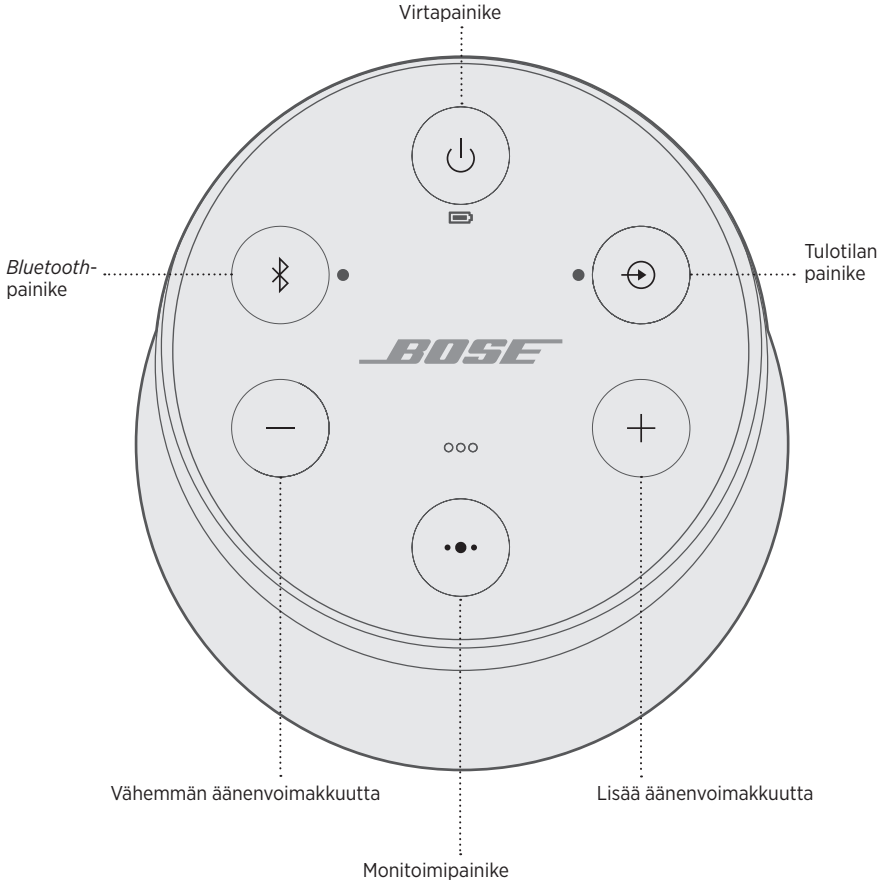 Virtapainike
Bluetooth-
painike
Tulotilan
painike
BOSE
Vähemmän äänenvoimakkuutta
Lisää äänenvoimakkuutta
Monitoimipainike